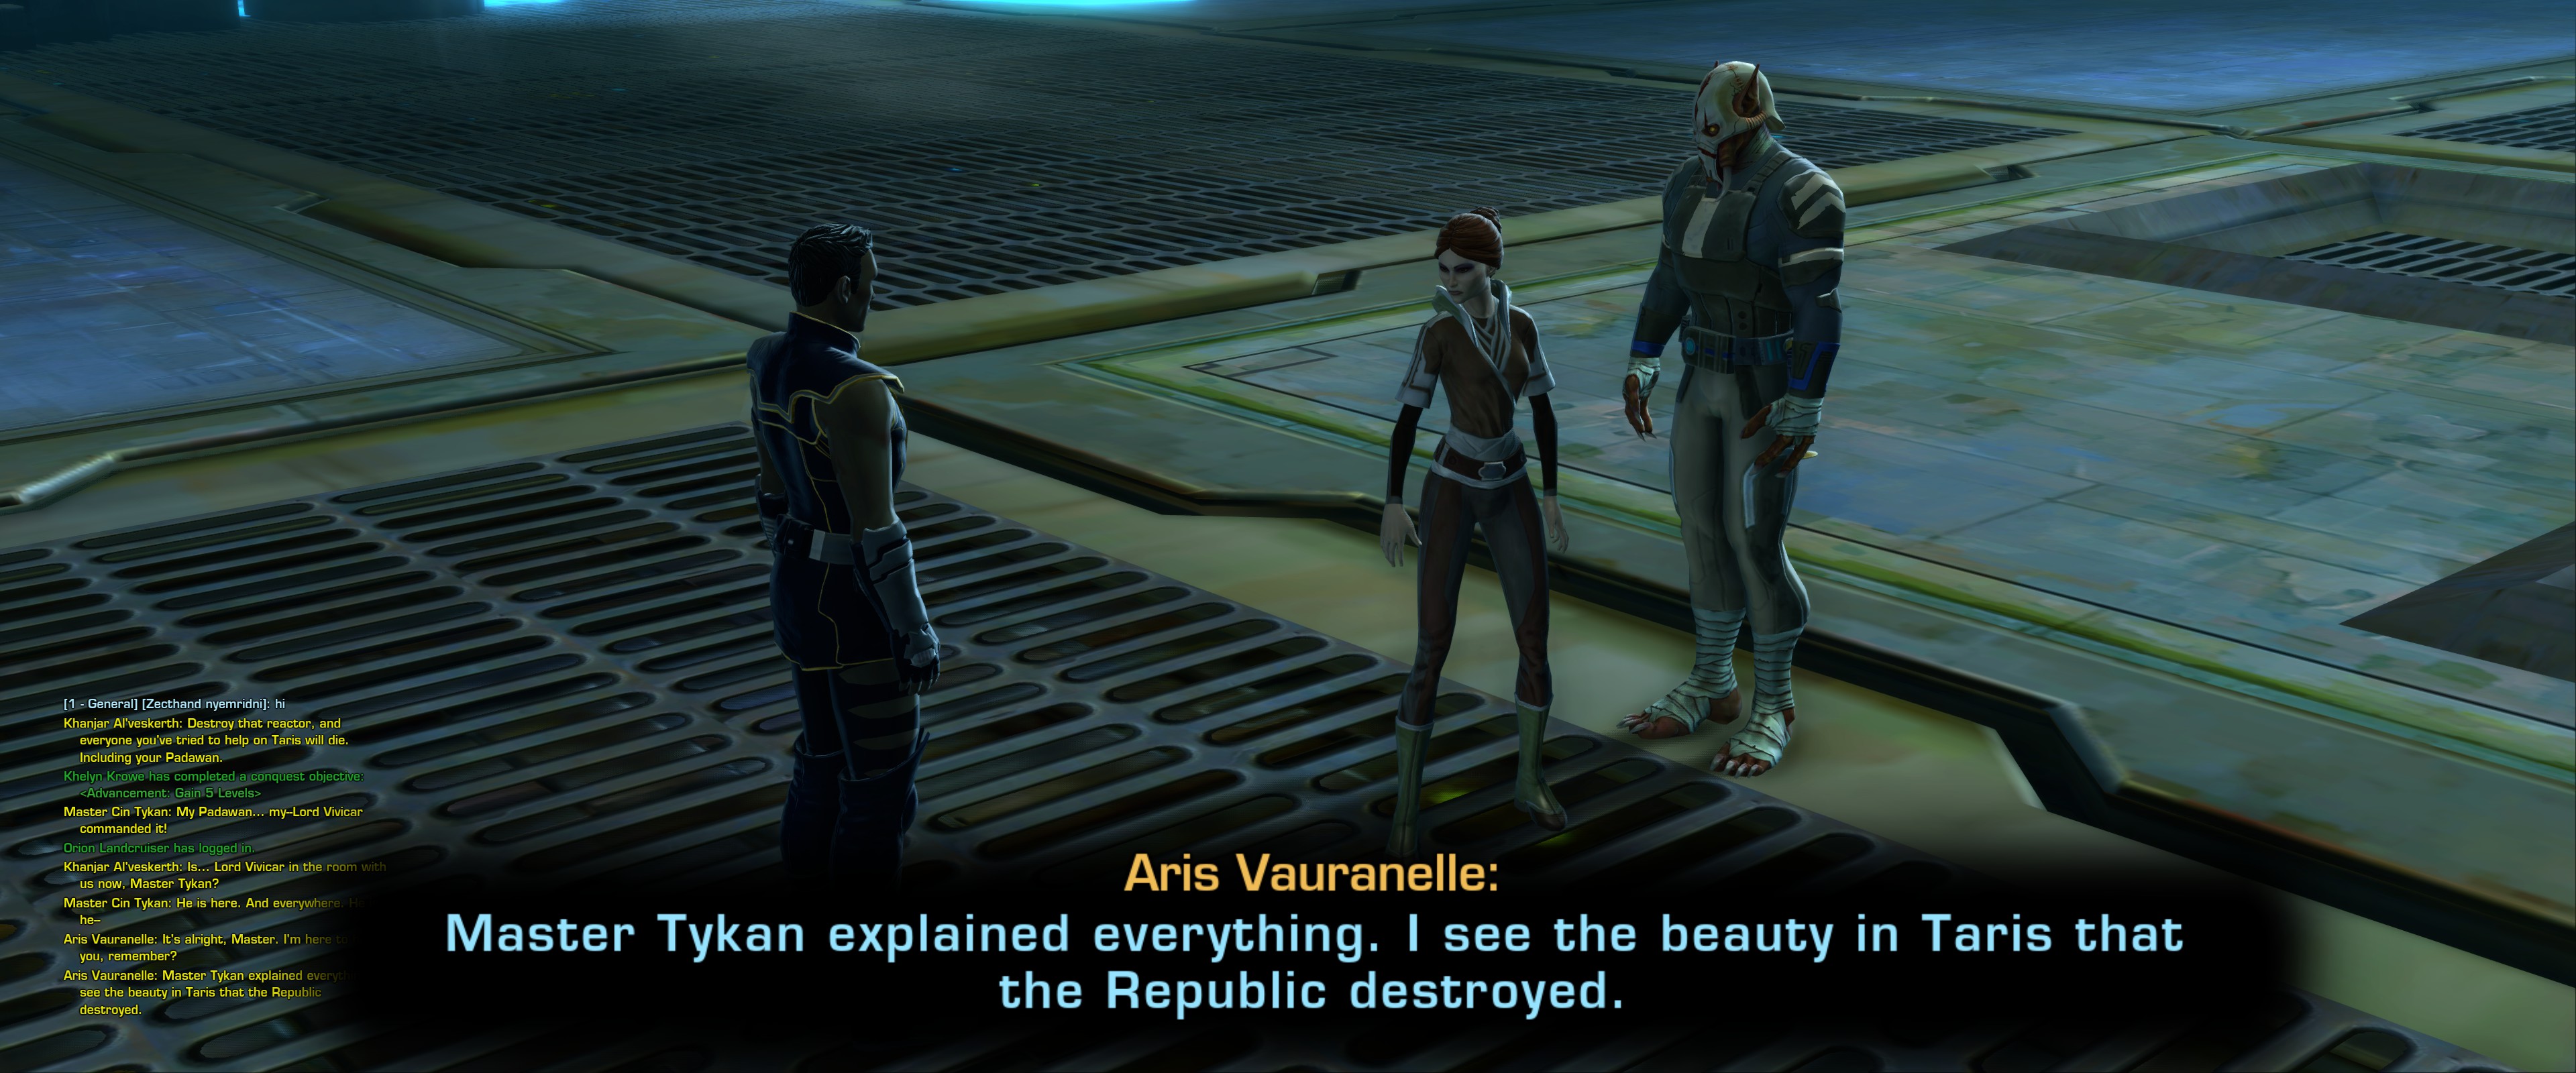 [1 - General] [Zecthand nyemridni]: hi
Khanjar Al'veskerth: Destroy that reactor, and
everyone you've tried to help on Taris will die.
Including your Padawan.
Khelyn Krowe has completed a conquest objective:
<Advancement: Gain 5 Levels>
Master Cin Tykan: My Padawan... my–Lord Vivicar
commanded it!
Orion Landcruiser has logged in.
Khanjar Al'veskerth: Is... Lord Vivicar in the room with
us now, Master Tykan?
Master Cin Tykan: He is here. And everywhere.
he–
Aris Vauranelle: It's alright, Master. I'm here to
you, remember?
Aris Vauranelle: Master Tykan explained
see the beauty in Taris that the Republic
destroyed.
Aris Vauranelle:
Master Tykan explained everything. I see the beauty in Taris that
the Republic destroyed.